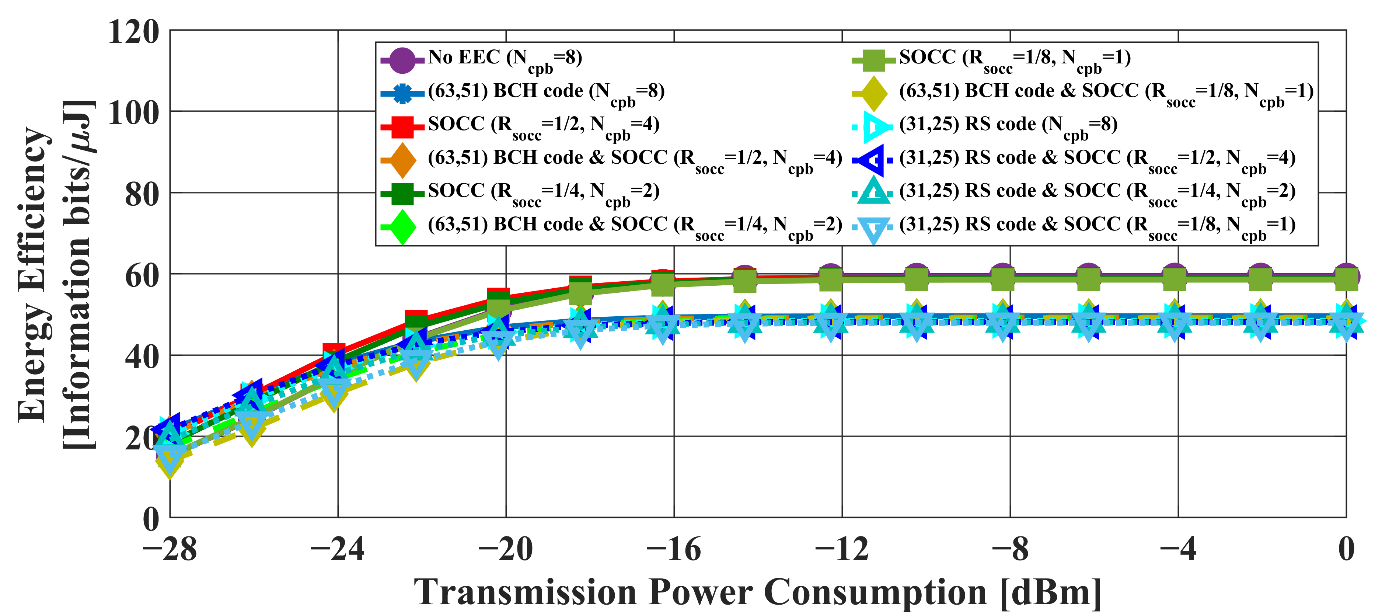 120
100
80
60
40
20
0
Energy Efficiency
[Information bits/μJ]
No EEC (Ncpb=8)
(63,51) BCH code (Ncpb=8)
SOCC (Rsocc=1/2, Ncpb=4)
(63,51) BCH code & SOCC (Rsocc=1/2, Ncpb=4)
SOCC (Rsocc=1/4, Ncpb=2)
(63,51) BCH code & SOCC (Rsocc=1/4, Ncpb=2)
SOCC (Rsocc=1/8, Ncpb=1)
(63,51) BCH code & SOCC (Rsocc=1/8, Ncpb=1)
(31,25) RS code (Ncpb=8)
(31,25) RS code & SOCC (Rsocc=1/2, Ncpb=4)
(31,25) RS code & SOCC (Rsocc=1/4, Ncpb=2)
(31,25) RS code & SOCC (Rsocc=1/8, Ncpb=1)
−28 −24 −20 −16 −12 −8 −4 0
Transmission Power Consumption [dBm]